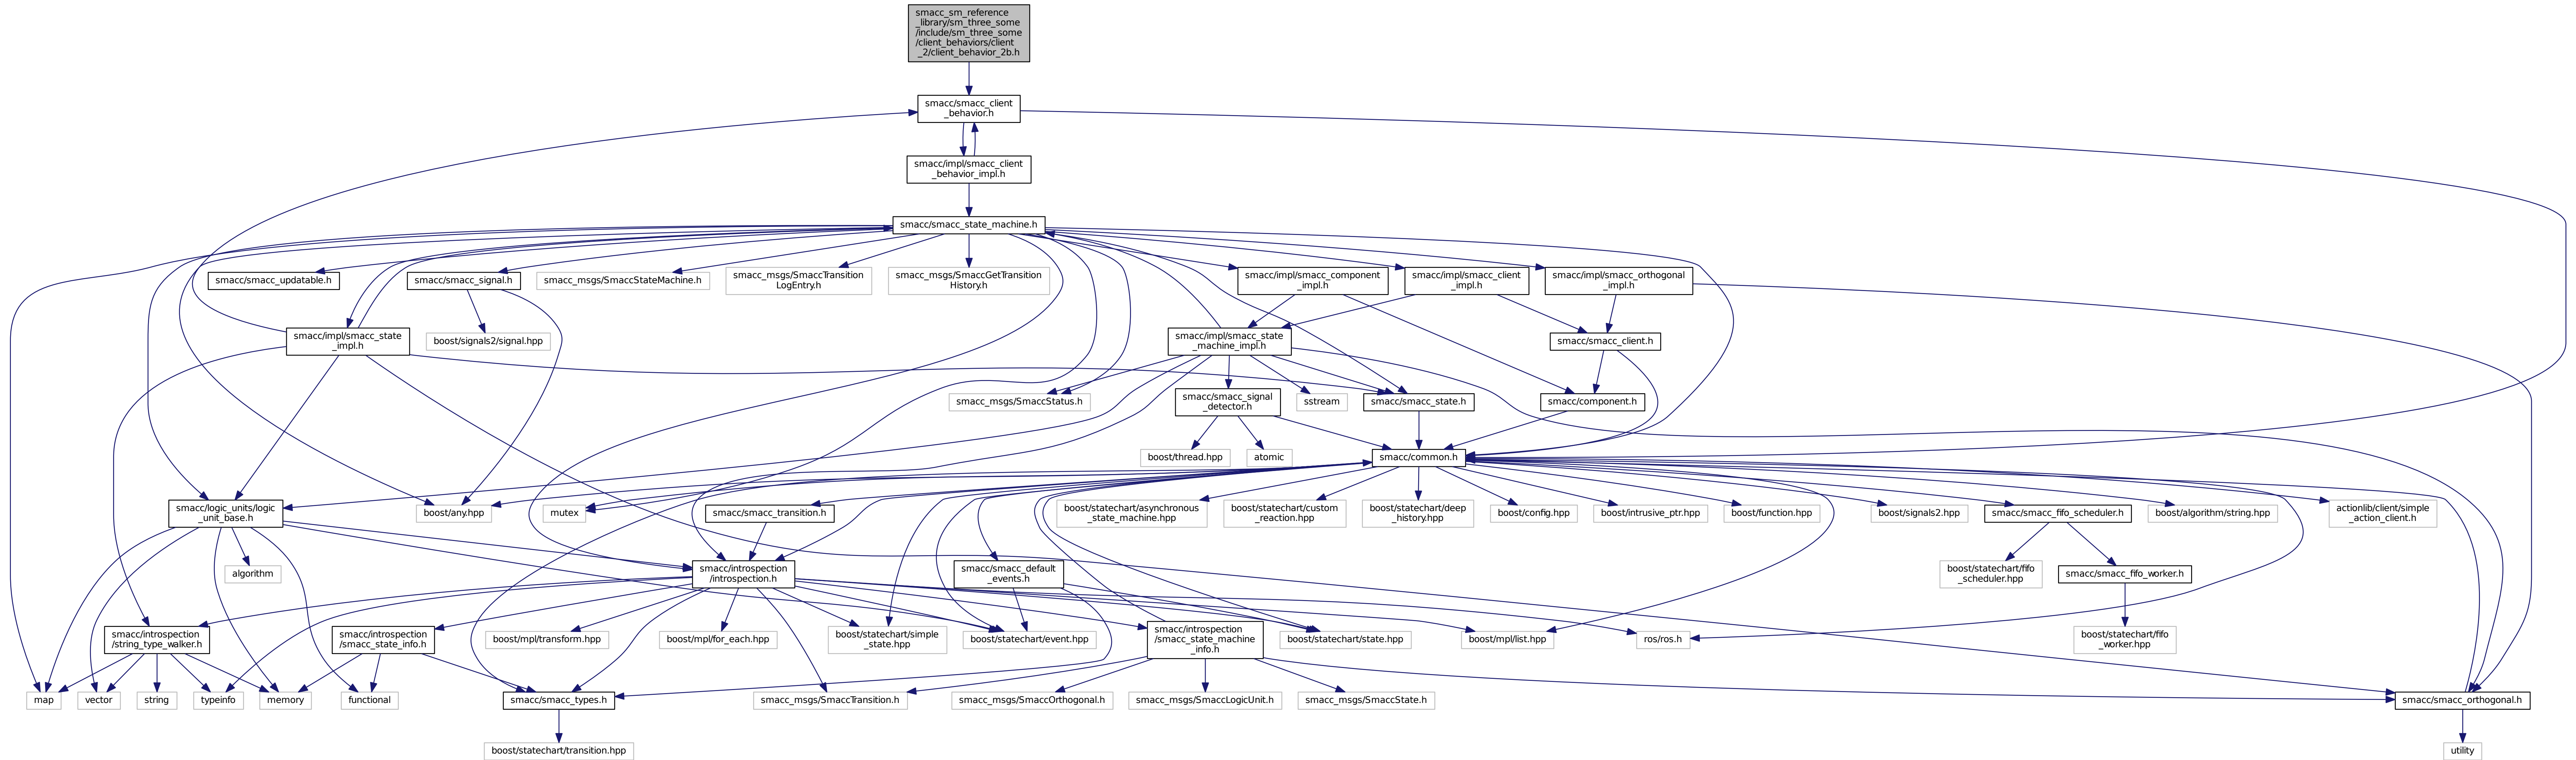 smacc_sm_reference
_library/sm_three_some
/include/sm_three_some
/client_behaviors/client
_2/client_behavior_2b.h
smacc/smacc_client
_behavior.h
smacc/impl/smacc_client
_behavior_impl.h
smacc/smacc_state_machine.h
smacc/smacc_updatable.h
smacc/smacc_signal.h
smacc_msgs/SmaccStateMachine.h
smacc_msgs/SmaccTransition
LogEntry.h
smacc_msgs/SmaccGetTransition
History.h
smacc/impl/smacc_component
_impl.h
smacc/impl/smacc_client
_impl.h
smacc/impl/smacc_orthogonal
_impl.h
smacc/impl/smacc_state
_impl.h
boost/signals2/signal.hpp
smacc/impl/smacc_state
_machine_impl.h
smacc/smacc_client.h
smacc_msgs/SmaccStatus.h
smacc/smacc_signal
_detector.h
sstream
smacc/smacc_state.h
smacc/component.h
boost/thread.hpp
atomic
smacc/common.h
smacc/logic_units/logic
_unit_base.h
boost/any.hpp
mutex
smacc/smacc_transition.h
boost/statechart/asynchronous
_state_machine.hpp
boost/statechart/custom
_reaction.hpp
boost/statechart/deep
_history.hpp
boost/config.hpp
boost/intrusive_ptr.hpp
boost/function.hpp
boost/signals2.hpp
smacc/smacc_fifo_scheduler.h
boost/algorithm/string.hpp
actionlib/client/simple
_action_client.h
algorithm
smacc/introspection
/introspection.h
smacc/smacc_default
_events.h
boost/statechart/fifo
_scheduler.hpp
smacc/smacc_fifo_worker.h
smacc/introspection
/string_type_walker.h
smacc/introspection
/smacc_state_info.h
boost/mpl/transform.hpp
boost/mpl/for_each.hpp
boost/statechart/simple
_state.hpp
boost/statechart/event.hpp
smacc/introspection
/smacc_state_machine
_info.h
boost/statechart/state.hpp
boost/mpl/list.hpp
ros/ros.h
boost/statechart/fifo
_worker.hpp
map
vector
string
typeinfo
memory
functional
smacc/smacc_types.h
smacc_msgs/SmaccTransition.h
smacc_msgs/SmaccOrthogonal.h
smacc_msgs/SmaccLogicUnit.h
smacc_msgs/SmaccState.h
smacc/smacc_orthogonal.h
boost/statechart/transition.hpp
utility